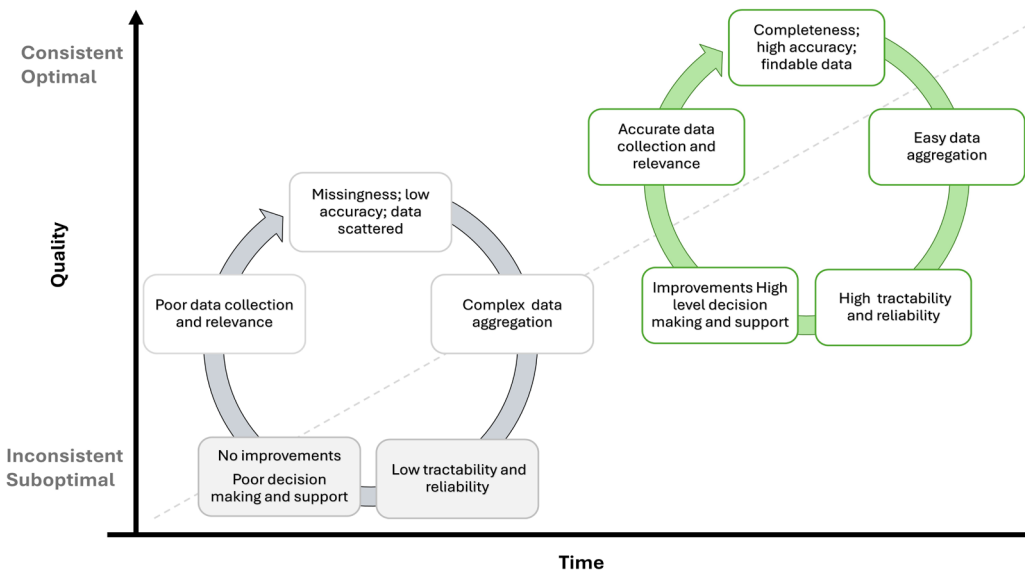 Consistent
Optimal
Completeness;
high accuracy;
findable data
Accurate data
collection and
relevance
Easy data
aggregation
Missingness; low
accuracy; data
scattered
Quality
Poor data collection
and relevance
Complex data
aggregation
Improvements High
level decision
making and support
High tractability
and reliability
Inconsistent
Suboptimal
No improvements
Poor decision
making and support
Low tractability and
reliability
Time